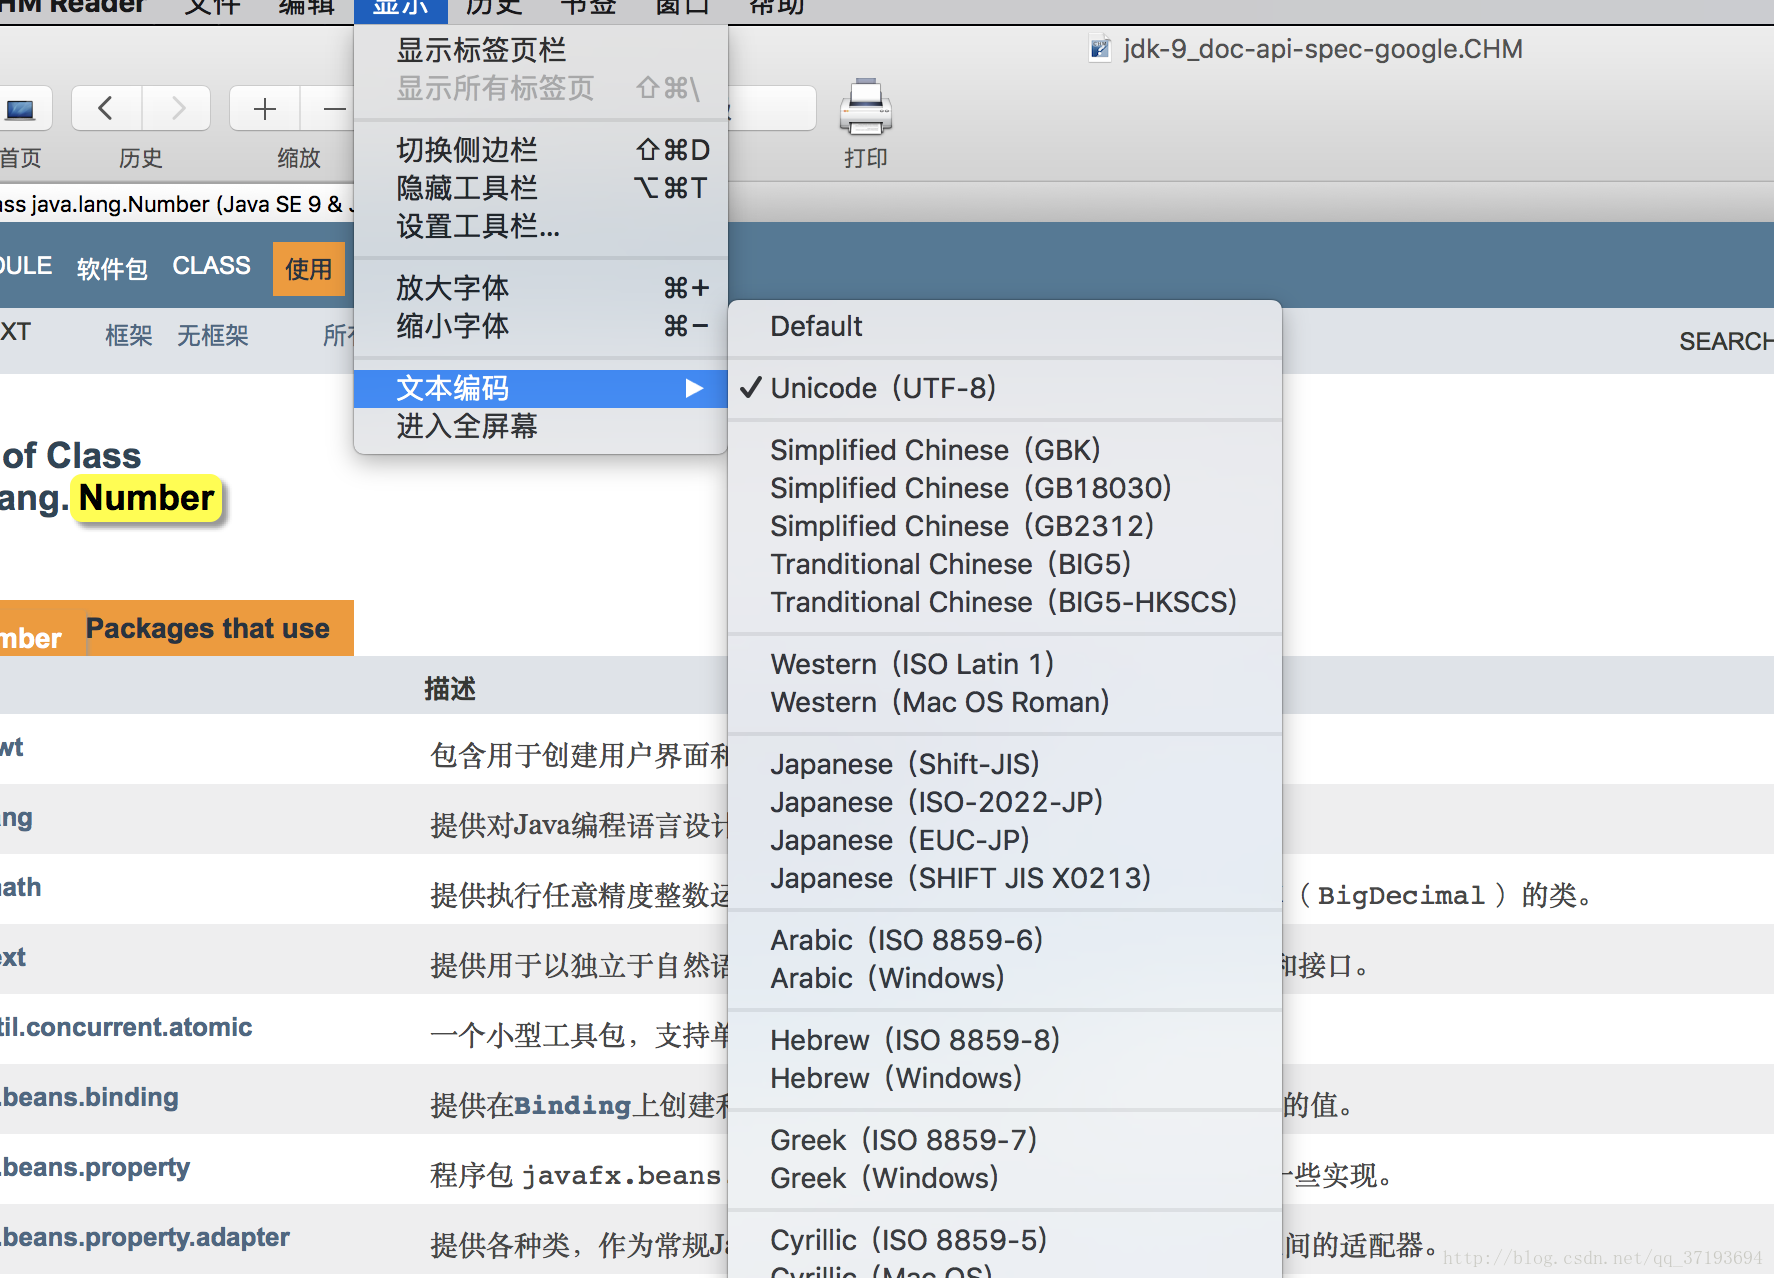 HM Reader 文件 编辑 显示 历史 书签 窗口 帮助
显示标签页栏
显示所有标签页 ⇧⌘\
切换侧边栏 ⇧⌘D
隐藏工具栏 ⌥⌘T
设置工具栏...
放大字体 ⌘+
缩小字体 ⌘-
文本编码 ▶
进入全屏幕
jdk-9_doc-api-spec-google.CHM
首页 历史 缩放 打印
ass java.lang.Number (Java SE 9 & J
DULE 软件包 CLASS 使用
XT 框架 无框架 所有 SEARCH
Default
✓ Unicode（UTF-8）
Simplified Chinese（GBK）
Simplified Chinese（GB18030）
Simplified Chinese（GB2312）
Tranditional Chinese（BIG5）
Tranditional Chinese（BIG5-HKSCS）
Western（ISO Latin 1）
Western（Mac OS Roman）
Japanese（Shift-JIS）
Japanese（ISO-2022-JP）
Japanese（EUC-JP）
Japanese（SHIFT JIS X0213）
Arabic（ISO 8859-6）
Arabic（Windows）
Hebrew（ISO 8859-8）
Hebrew（Windows）
Greek（ISO 8859-7）
Greek（Windows）
Cyrillic（ISO 8859-5）
Cyrillic（Mac OS）
of Class
ang.Number
mber Packages that use
描述
wt 包含用于创建用户界面和
ang 提供对Java编程语言设计
ath 提供执行任意精度整数运 （BigDecimal）的类。
ext 提供用于以独立于自然语 和接口。
til.concurrent.atomic 一个小型工具包，支持单
.beans.binding 提供在Binding上创建和 的值。
.beans.property 程序包 javafx.beans. 一些实现。
.beans.property.adapter 提供各种类，作为常规Ja 间的适配器。
http://blog.csdn.net/qq_37193694